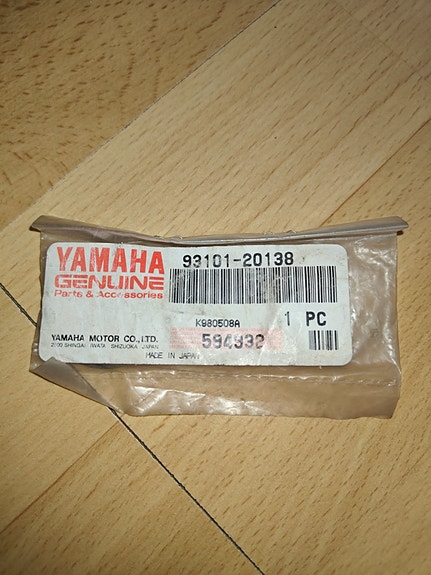 YAMAHA
GENUINE
Parts & Accessories
93101-20138
K980508A
1 PC
594992
YAMAHA MOTOR CO.,LTD.
2500 SHINGAI IWATA SHIZUOKA JAPAN
MADE IN JAPAN